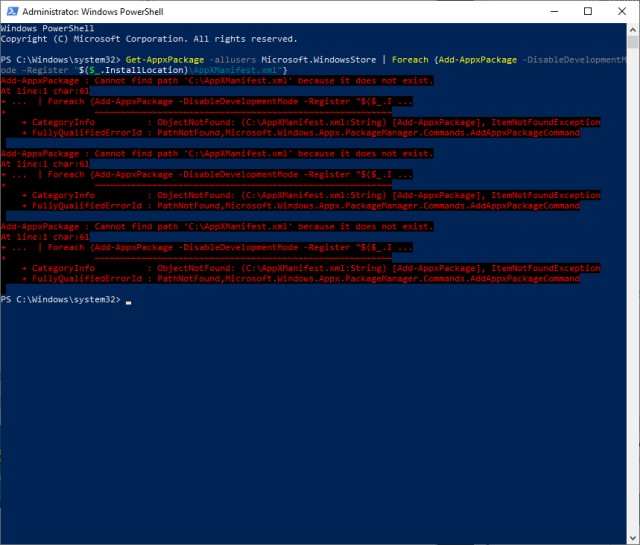 Administrator: Windows PowerShell
Windows PowerShell
Copyright (C) Microsoft Corporation. All rights reserved.
PS C:\Windows\system32> Get-AppxPackage -allusers Microsoft.WindowsStore | Foreach {Add-AppxPackage -DisableDevelopmentM
ode -Register "$($_.InstallLocation)\AppXManifest.xml"}
Add-AppxPackage : Cannot find path 'C:\AppXManifest.xml' because it does not exist.
At line:1 char:61
+ ...  | Foreach {Add-AppxPackage -DisableDevelopmentMode -Register "$($_.I ...
+                 ~~~~~~~~~~~~~~~~~~~~~~~~~~~~~~~~~~~~~~~~~~~~~~~~~~~~~~~~~
    + CategoryInfo          : ObjectNotFound: (C:\AppXManifest.xml:String) [Add-AppxPackage], ItemNotFoundException
    + FullyQualifiedErrorId : PathNotFound,Microsoft.Windows.Appx.PackageManager.Commands.AddAppxPackageCommand
Add-AppxPackage : Cannot find path 'C:\AppXManifest.xml' because it does not exist.
At line:1 char:61
+ ...  | Foreach {Add-AppxPackage -DisableDevelopmentMode -Register "$($_.I ...
+                 ~~~~~~~~~~~~~~~~~~~~~~~~~~~~~~~~~~~~~~~~~~~~~~~~~~~~~~~~~
    + CategoryInfo          : ObjectNotFound: (C:\AppXManifest.xml:String) [Add-AppxPackage], ItemNotFoundException
    + FullyQualifiedErrorId : PathNotFound,Microsoft.Windows.Appx.PackageManager.Commands.AddAppxPackageCommand
Add-AppxPackage : Cannot find path 'C:\AppXManifest.xml' because it does not exist.
At line:1 char:61
+ ...  | Foreach {Add-AppxPackage -DisableDevelopmentMode -Register "$($_.I ...
+                 ~~~~~~~~~~~~~~~~~~~~~~~~~~~~~~~~~~~~~~~~~~~~~~~~~~~~~~~~~
    + CategoryInfo          : ObjectNotFound: (C:\AppXManifest.xml:String) [Add-AppxPackage], ItemNotFoundException
    + FullyQualifiedErrorId : PathNotFound,Microsoft.Windows.Appx.PackageManager.Commands.AddAppxPackageCommand
PS C:\Windows\system32>